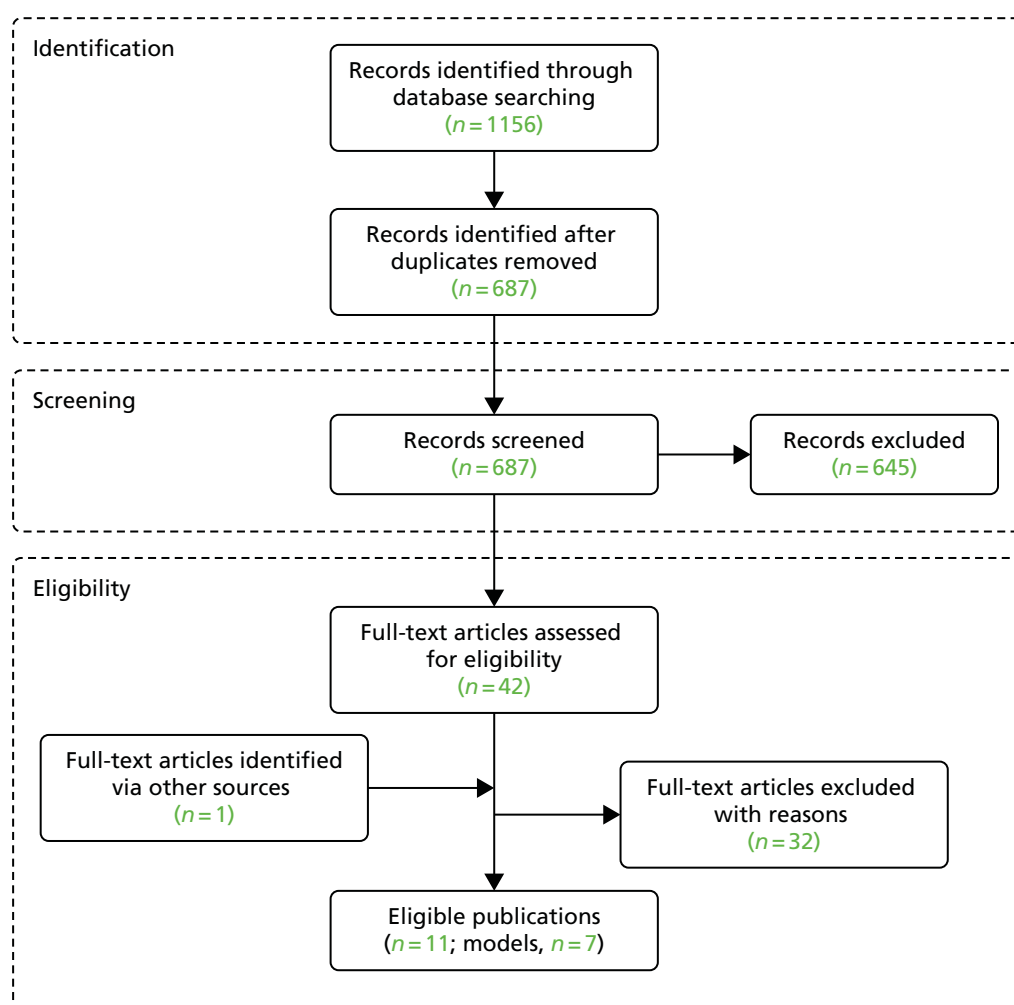 Identification
Records identified through
database searching
(n = 1156)
Records identified after
duplicates removed
(n = 687)
Screening
Records screened
(n = 687)
Records excluded
(n = 645)
Eligibility
Full-text articles assessed
for eligibility
(n = 42)
Full-text articles identified
via other sources
(n = 1)
Full-text articles excluded
with reasons
(n = 32)
Eligible publications
(n = 11; models, n = 7)